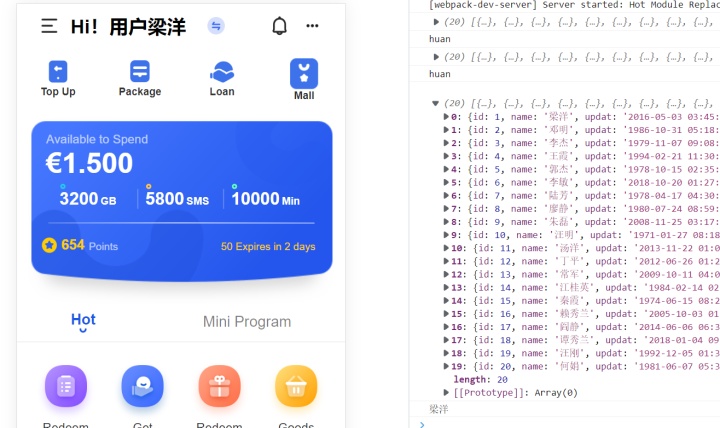 Hi！用户梁洋
Top Up
Package
Loan
Mall
Available to Spend
€1.500
3200 GB
5800 SMS
10000 Min
654 Points
50 Expires in 2 days
Hot
Mini Program
Redeem
Get
Redeem
Goods
[webpack-dev-server] Server started: Hot Module Replac
(20) [{…}, {…}, {…}, {…}, {…}, {…}, {…}, {…},
huan
(20) [{…}, {…}, {…}, {…}, {…}, {…}, {…}, {…},
huan
(20) [{…}, {…}, {…}, {…}, {…}, {…}, {…}, {…},
0: {id: 1, name: '梁洋', updat: '2016-05-03 03:45:
1: {id: 2, name: '邓明', updat: '1986-10-31 05:18:
2: {id: 3, name: '李杰', updat: '1979-11-07 09:08:
3: {id: 4, name: '王霞', updat: '1994-02-21 11:30:
4: {id: 5, name: '郭杰', updat: '1978-10-15 02:35:
5: {id: 6, name: '李敏', updat: '2018-10-20 01:27:
6: {id: 7, name: '陆芳', updat: '1978-04-17 04:30:
7: {id: 8, name: '廖静', updat: '1980-07-24 08:59:
8: {id: 9, name: '朱磊', updat: '2008-11-25 03:17:
9: {id: 10, name: '汪明', updat: '1971-01-27 08:18
10: {id: 11, name: '汤洋', updat: '2013-11-22 01:0
11: {id: 12, name: '丁平', updat: '2012-06-26 01:2
12: {id: 13, name: '常军', updat: '2009-10-11 04:0
13: {id: 14, name: '江桂英', updat: '1984-02-14 02
14: {id: 15, name: '秦霞', updat: '1974-06-15 08:2
15: {id: 16, name: '赖秀兰', updat: '2005-10-03 01
16: {id: 17, name: '阎静', updat: '2014-06-06 06:3
17: {id: 18, name: '谭秀兰', updat: '2018-01-04 09
18: {id: 19, name: '汪刚', updat: '1992-12-05 01:3
19: {id: 20, name: '何娟', updat: '1981-06-07 05:3
length: 20
[[Prototype]]: Array(0)
梁洋